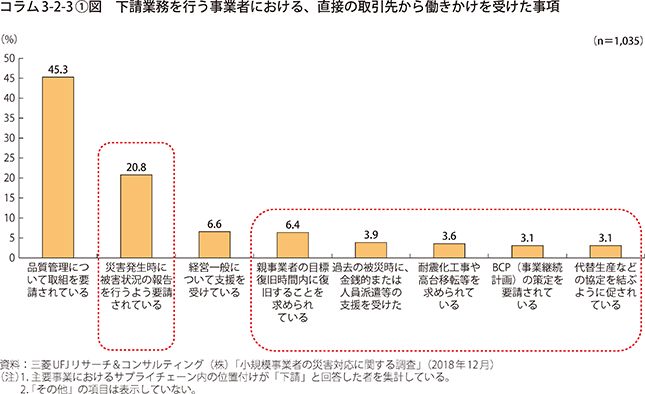 コラム3-2-3①図　下請業務を行う事業者における、直接の取引先から働きかけを受けた事項
(%)
(n＝1,035)
50
45
40
35
30
25
20
15
10
5
0
45.3
20.8
6.6
6.4
3.9
3.6
3.1
3.1
品質管理につ
いて取組を要
請されている
災害発生時に
被害状況の報告
を行うよう要請
されている
経営一般に
ついて支援を
受けている
親事業者の目標
復旧時間内に復
旧することを
求められて
いる
過去の被災時に、
金銭的または
人員派遣等の
支援を受けた
耐震化工事や
高台移転等を
求められている
BCP（事業継続
計画）の策定を
要請されている
代替生産など
の協定を結ぶ
ように促されて
いる
資料：三菱UFJリサーチ＆コンサルティング（株）「小規模事業者の災害対応に関する調査」（2018年12月）
（注）1. 主要事業におけるサプライチェーン内の位置付けが「下請」と回答した者を集計している。
2.「その他」の項目は表示していない。